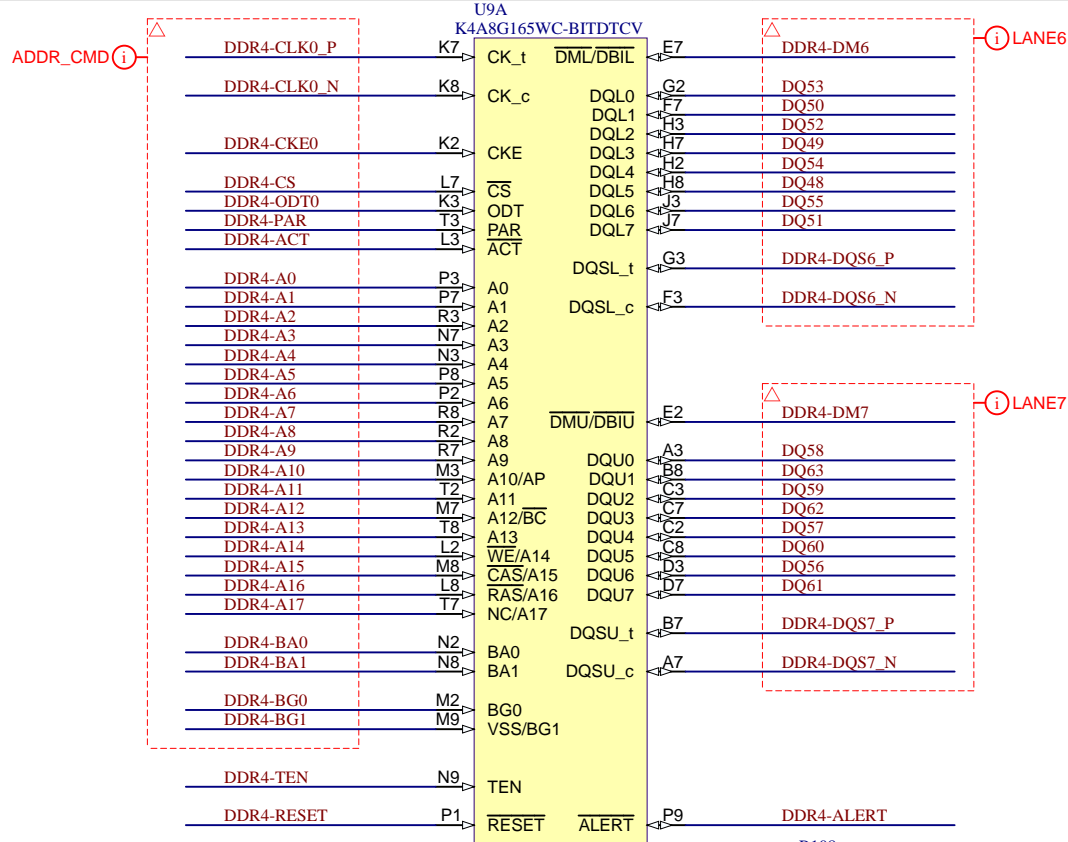 U9A
K4A8G165WC-BITDTCV
ADDR_CMD i
i LANE6
DDR4-CLK0_P K7 CK_t DML/DBIL E7 DDR4-DM6
DDR4-CLK0_N K8 CK_c DQL0 G2 DQ53
DQL1 F7 DQ50
DQL2 H3 DQ52
DDR4-CKE0 K2 CKE DQL3 H7 DQ49
DQL4 H2 DQ54
DDR4-CS L7 CS DQL5 H8 DQ48
DDR4-ODT0 K3 ODT DQL6 J3 DQ55
DDR4-PAR T3 PAR DQL7 J7 DQ51
DDR4-ACT L3 ACT
DQSL_t G3 DDR4-DQS6_P
DDR4-A0 P3 A0
DDR4-A1 P7 A1 DQSL_c F3 DDR4-DQS6_N
DDR4-A2 R3 A2
DDR4-A3 N7 A3
DDR4-A4 N3 A4
DDR4-A5 P8 A5
DDR4-A6 P2 A6
i LANE7
DDR4-A7 R8 A7 DMU/DBIU E2 DDR4-DM7
DDR4-A8 R2 A8
DDR4-A9 R7 A9 DQU0 A3 DQ58
DDR4-A10 M3 A10/AP DQU1 B8 DQ63
DDR4-A11 T2 A11 DQU2 C3 DQ59
DDR4-A12 M7 A12/BC DQU3 C7 DQ62
DDR4-A13 T8 A13 DQU4 C2 DQ57
DDR4-A14 L2 WE/A14 DQU5 C8 DQ60
DDR4-A15 M8 CAS/A15 DQU6 D3 DQ56
DDR4-A16 L8 RAS/A16 DQU7 D7 DQ61
DDR4-A17 T7 NC/A17
DQSU_t B7 DDR4-DQS7_P
DDR4-BA0 N2 BA0
DDR4-BA1 N8 BA1 DQSU_c A7 DDR4-DQS7_N
DDR4-BG0 M2 BG0
DDR4-BG1 M9 VSS/BG1
DDR4-TEN N9 TEN
DDR4-RESET P1 RESET ALERT P9 DDR4-ALERT